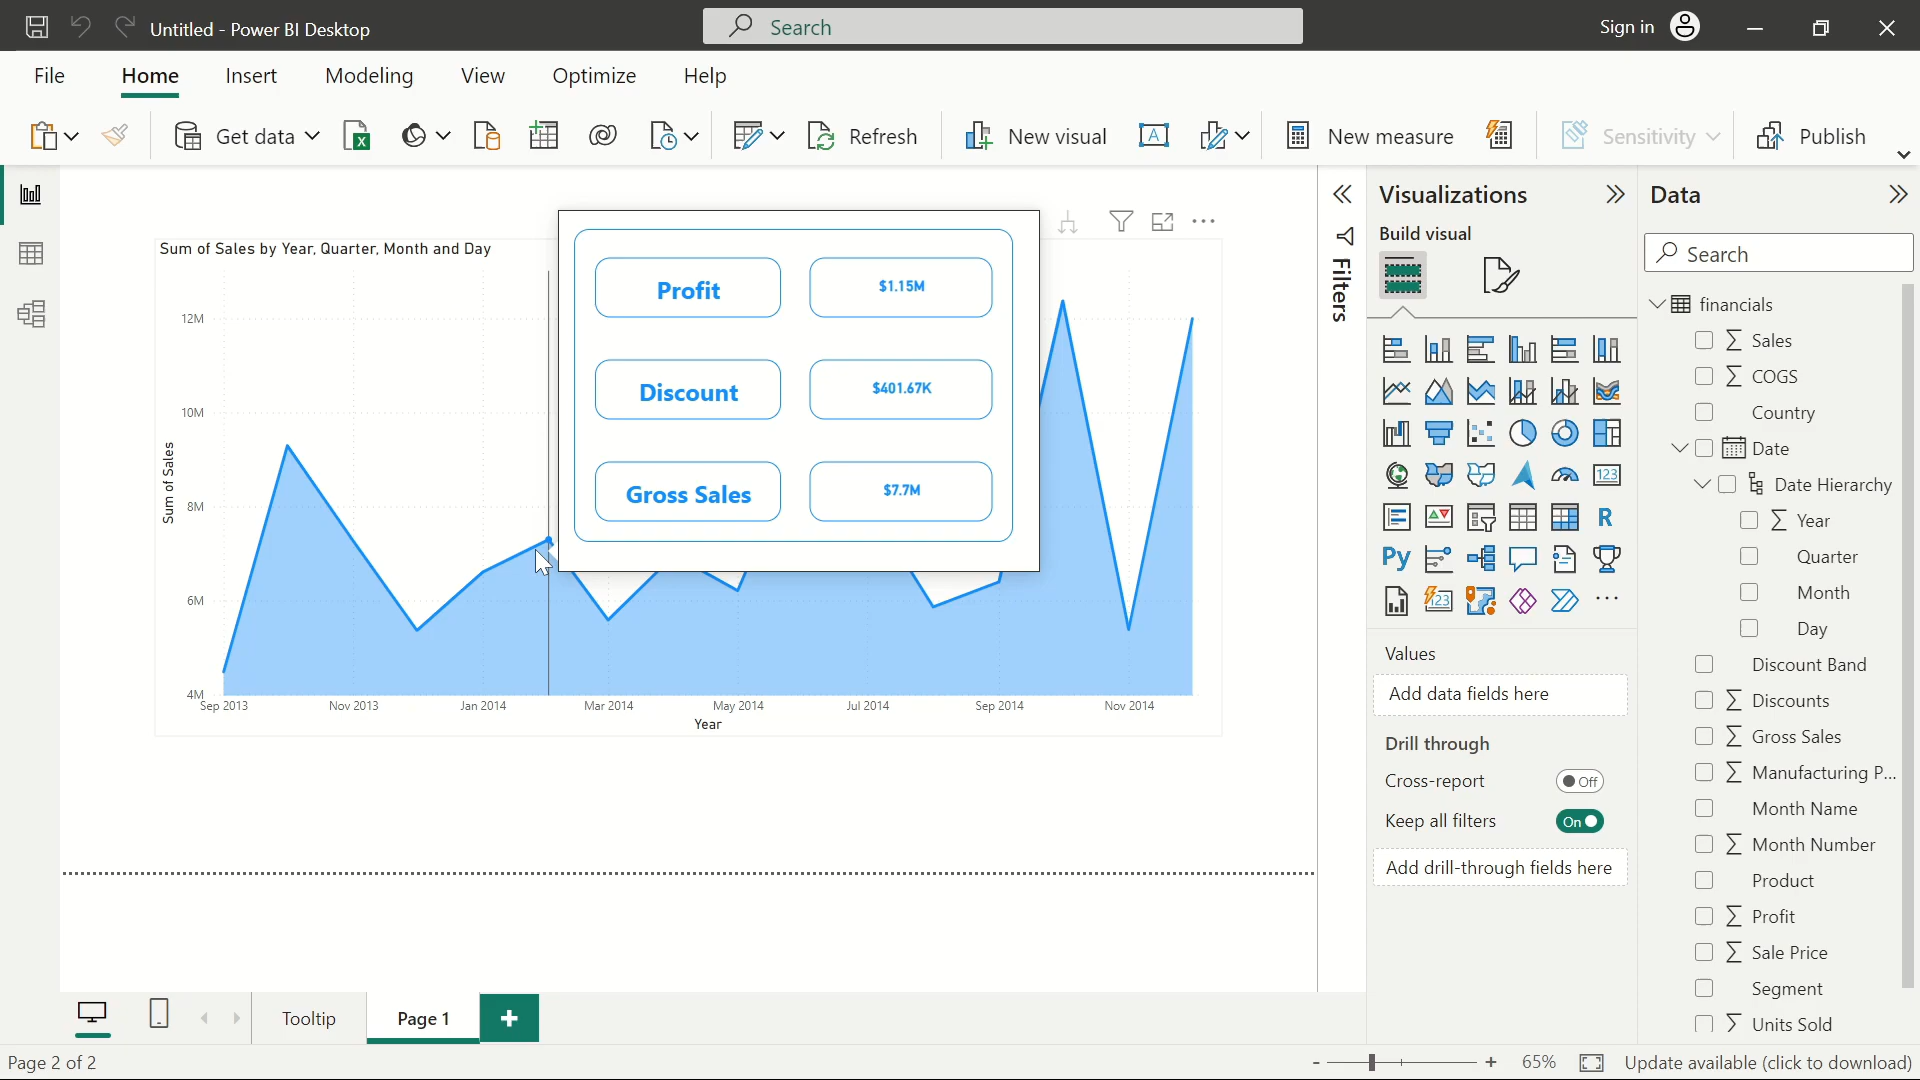 Untitled - Power BI Desktop
Search
Sign in
File
Home
Insert
Modeling
View
Optimize
Help
Get data
Refresh
New visual
New measure
Sensitivity
Publish
Sum of Sales by Year, Quarter, Month and Day
12M
10M
8M
6M
4M
Sum of Sales
Sep 2013
Nov 2013
Jan 2014
Mar 2014
May 2014
Jul 2014
Sep 2014
Nov 2014
Year
Profit
$1.15M
Discount
$401.67K
Gross Sales
$7.7M
Filters
Visualizations
Build visual
123
R
Py
123
Values
Add data fields here
Drill through
Cross-report
Off
Keep all filters
On
Add drill-through fields here
Data
Search
financials
Sales
COGS
Country
Date
Date Hierarchy
Year
Quarter
Month
Day
Discount Band
Discounts
Gross Sales
Manufacturing P...
Month Name
Month Number
Product
Profit
Sale Price
Segment
Units Sold
Tooltip
Page 1
Page 2 of 2
65%
Update available (click to download)